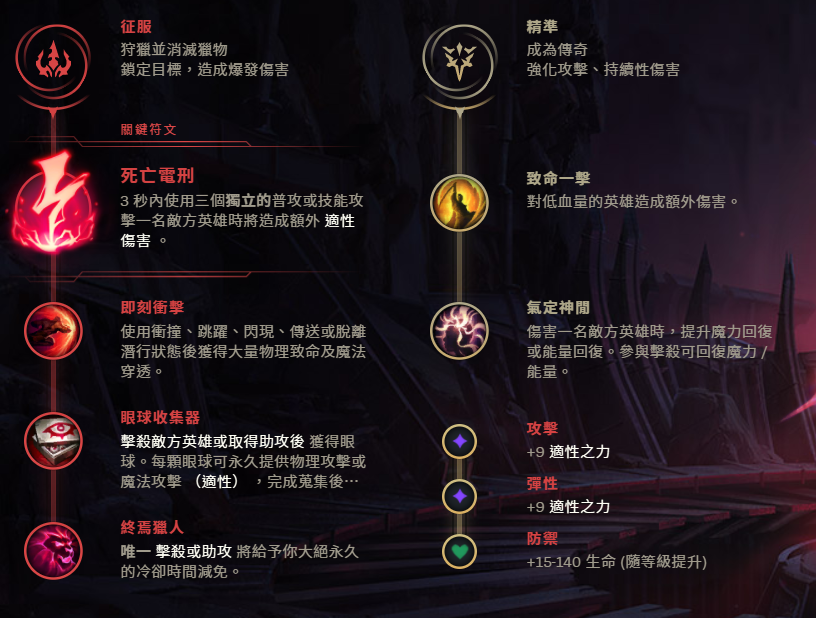 征服
狩獵並消滅獵物
鎖定目標，造成爆發傷害
關鍵符文
死亡電刑
3 秒內使用三個獨立的普攻或技能攻
擊一名敵方英雄時將造成額外 適性
傷害 。
即刻衝擊
使用衝撞、跳躍、閃現、傳送或脫離
潛行狀態後獲得大量物理致命及魔法
穿透。
眼球收集器
擊殺敵方英雄或取得助攻後 獲得眼
球。每顆眼球可永久提供物理攻擊或
魔法攻擊 （適性） ，完成蒐集後…
終焉獵人
唯一 擊殺或助攻 將給予你大絕永久
的冷卻時間減免。
精準
成為傳奇
強化攻擊、持續性傷害
致命一擊
對低血量的英雄造成額外傷害。
氣定神閒
傷害一名敵方英雄時，提升魔力回復
或能量回復。參與擊殺可回復魔力 /
能量。
攻擊
+9 適性之力
彈性
+9 適性之力
防禦
+15-140 生命 (隨等級提升)